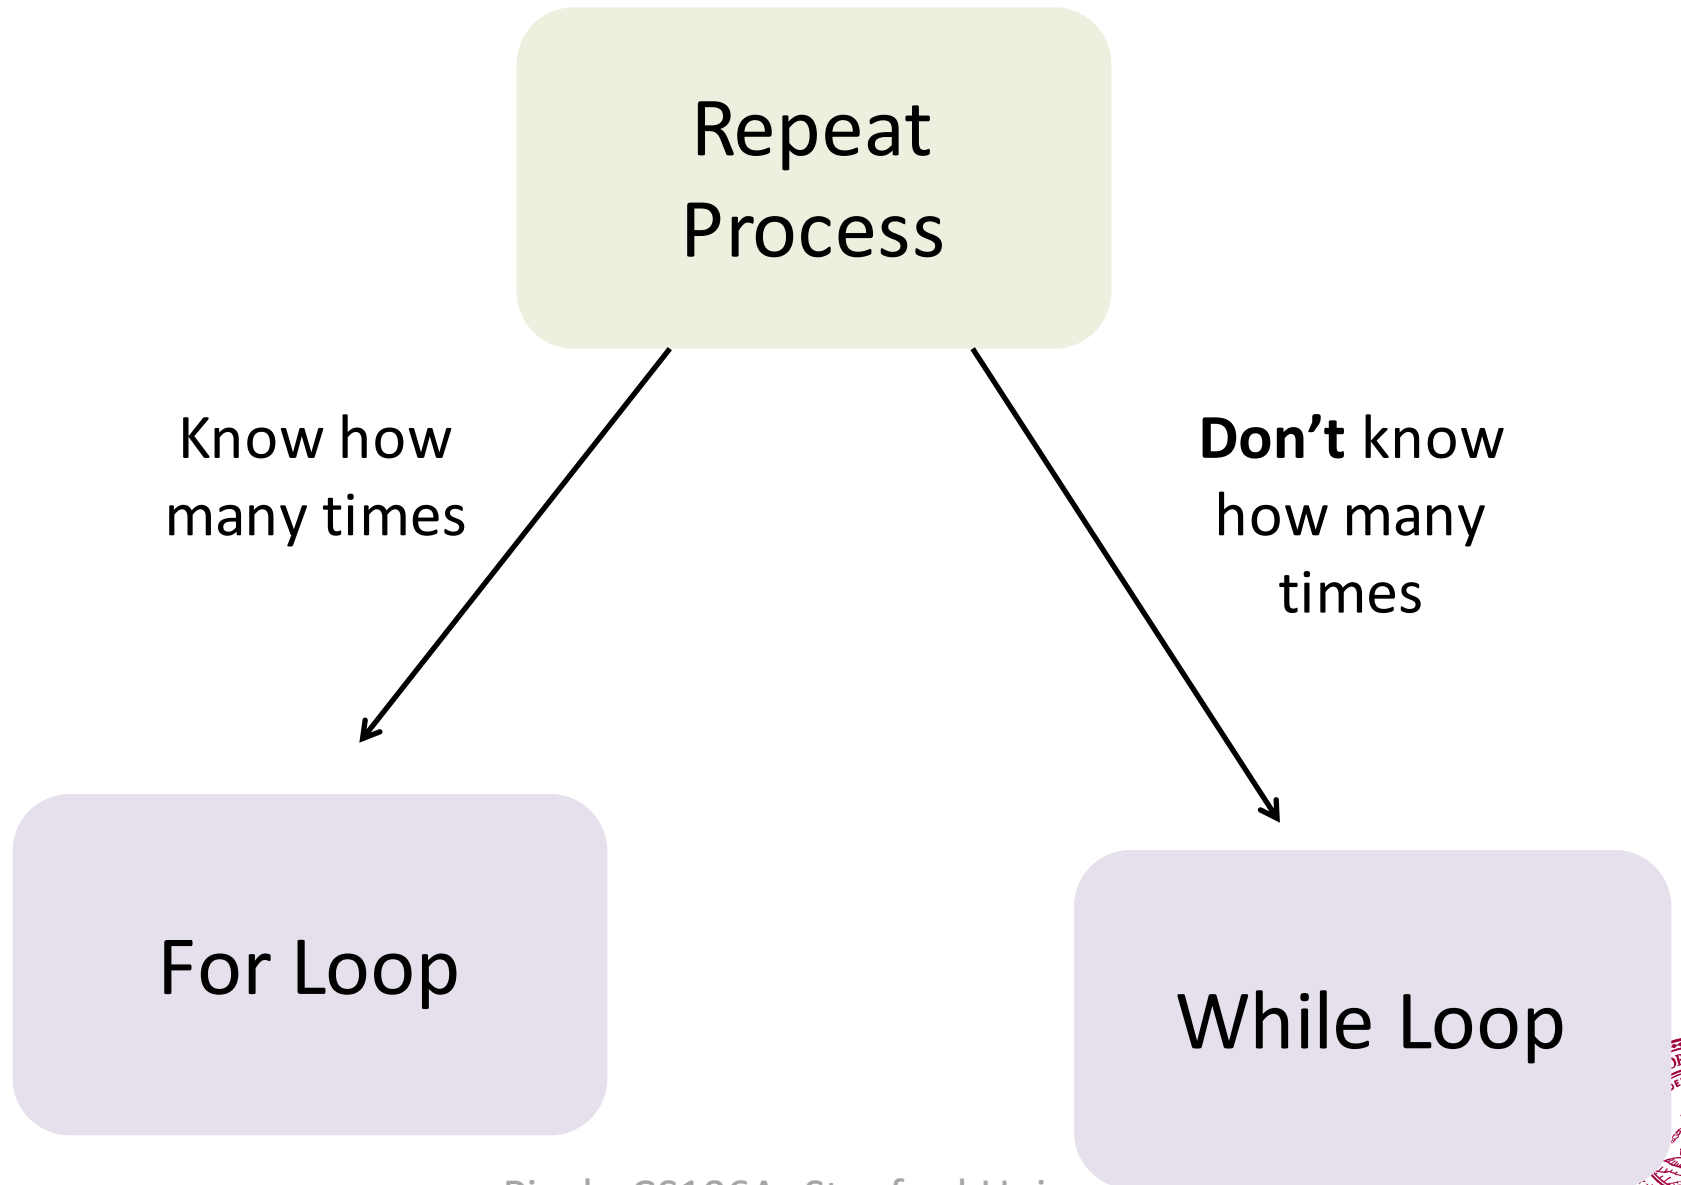 Repeat
Process
Know how
many times
Don’t know
how many
times
For Loop
While Loop